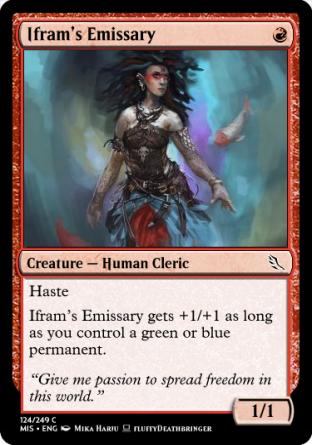 Ifram's Emissary
Creature — Human Cleric
Haste
Ifram's Emissary gets +1/+1 as long
as you control a green or blue
permanent.
“Give me passion to spread freedom in
this world.”
1/1
124/249 C
MIS • ENG Mika Harju fluffyDeathbringer